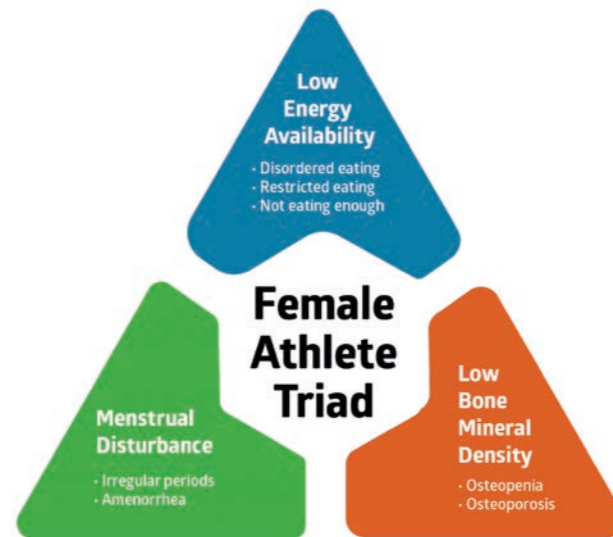 Low
Energy
Availability
· Disordered eating
· Restricted eating
· Not eating enough
Female
Athlete
Triad
Menstrual
Disturbance
· Irregular periods
· Amenorrhea
Low
Bone
Mineral
Density
· Osteopenia
· Osteoporosis